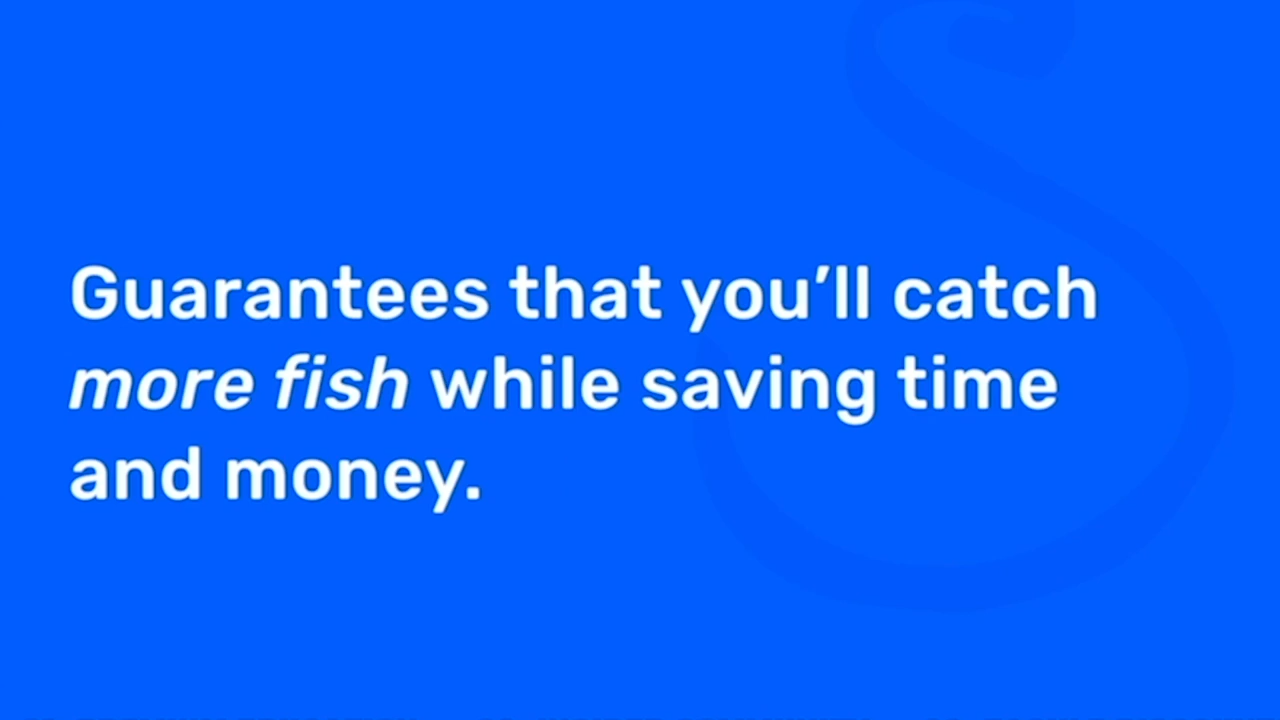 Guarantees that you’ll catch
more fish while saving time
and money.